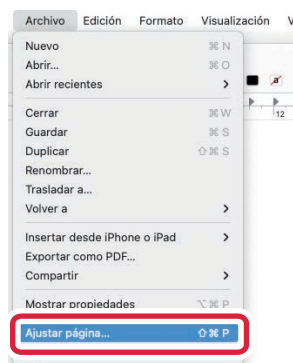 Archivo Edición Formato Visualización
Nuevo ⌘ N
Abrir... ⌘ O
Abrir recientes >
12
Cerrar ⌘ W
Guardar ⌘ S
Duplicar ⇧ ⌘ S
Renombrar...
Trasladar a...
Volver a >
Insertar desde iPhone o iPad >
Exportar como PDF...
Compartir >
Mostrar propiedades ⌥ ⌘ P
Ajustar página... ⇧ ⌘ P